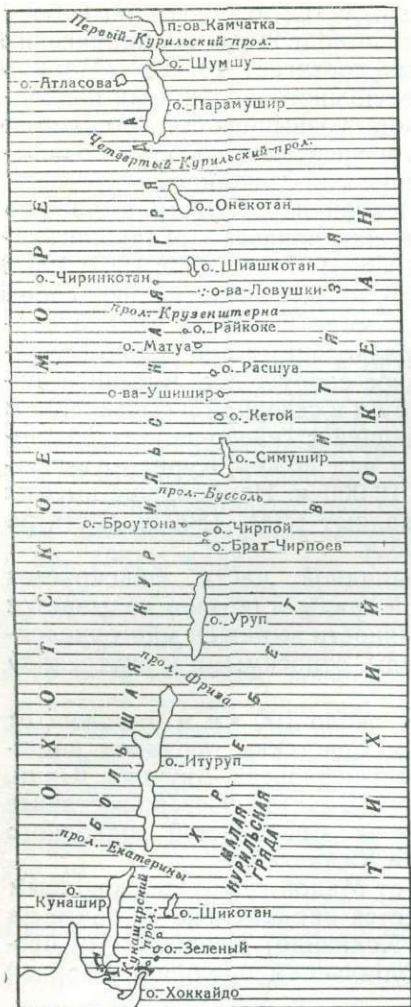 п-ов Камчатка
Первый Курильский прол.
о. Шумшу
о. Атласова
о. Парамушир
Четвертый Курильский прол.
о. Онекотан
о. Шиашкотан
о. Чиринкотан
о-ва Ловушки
прол. Крузенштерна
о. Райкоке
о. Матуа
о. Расшуа
о-ва Ушишир
о. Кетой
о. Симушир
прол. Буссоль
о. Броутона
о. Чирпой
о. Брат Чирпоев
о. Уруп
прол. Фриза
о. Итуруп
прол. Екатерины
о. Кунашир
Кунаширский прол.
о. Шикотан
о. Зеленый
о. Хоккайдо
ОХОТСКОЕ МОРЕ
БОЛЬШАЯ КУРИЛЬСКАЯ ГРЯДА
ХРЕБЕТ ВИТЯЗЯ
МАЛАЯ
КУРИЛЬСКАЯ
ГРЯДА
ТИХИЙ ОКЕАН